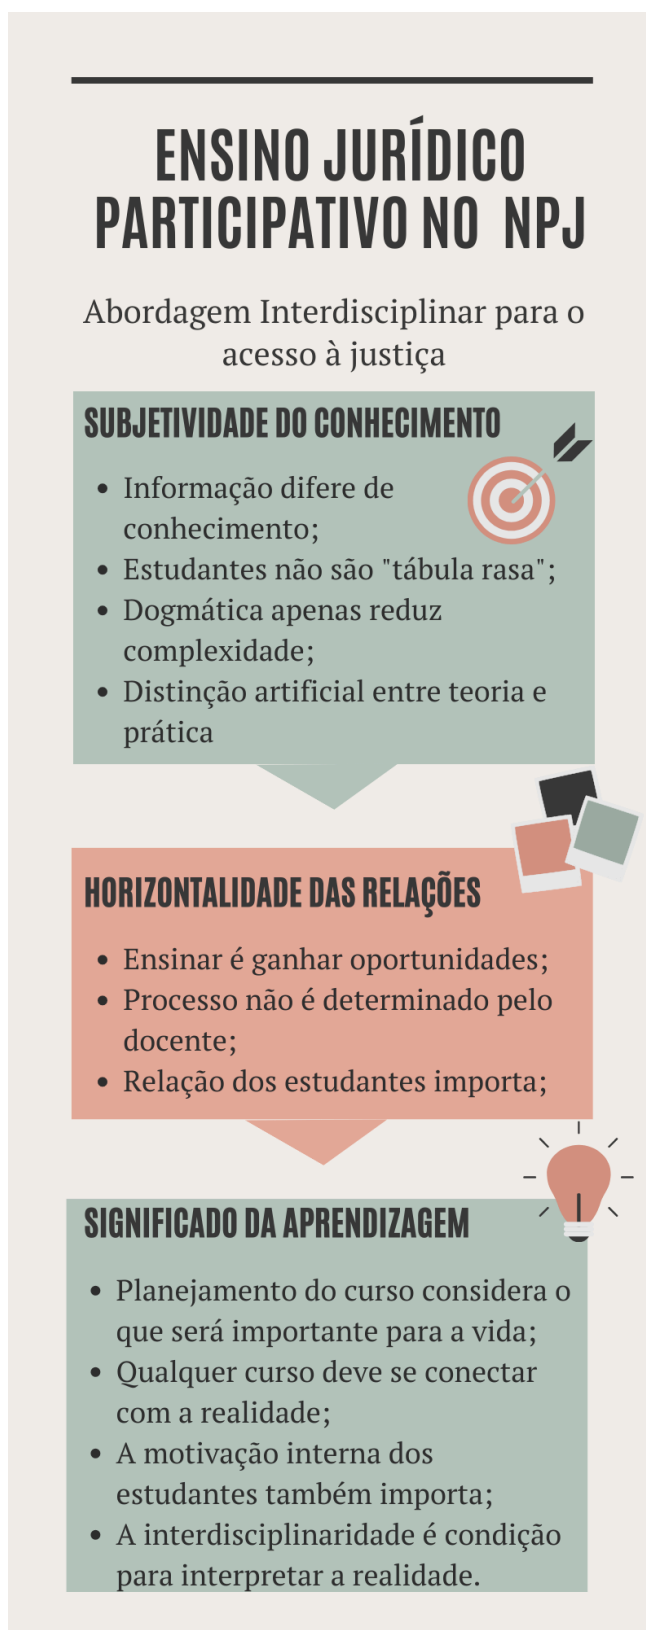 ENSINO JURÍDICO
PARTICIPATIVO NO NPJ
Abordagem Interdisciplinar para o
acesso à justiça
SUBJETIVIDADE DO CONHECIMENTO
• Informação difere de
conhecimento;
• Estudantes não são "tábula rasa";
• Dogmática apenas reduz
complexidade;
• Distinção artificial entre teoria e
prática
HORIZONTALIDADE DAS RELAÇÕES
• Ensinar é ganhar oportunidades;
• Processo não é determinado pelo
docente;
• Relação dos estudantes importa;
SIGNIFICADO DA APRENDIZAGEM
• Planejamento do curso considera o
que será importante para a vida;
• Qualquer curso deve se conectar
com a realidade;
• A motivação interna dos
estudantes também importa;
• A interdisciplinaridade é condição
para interpretar a realidade.